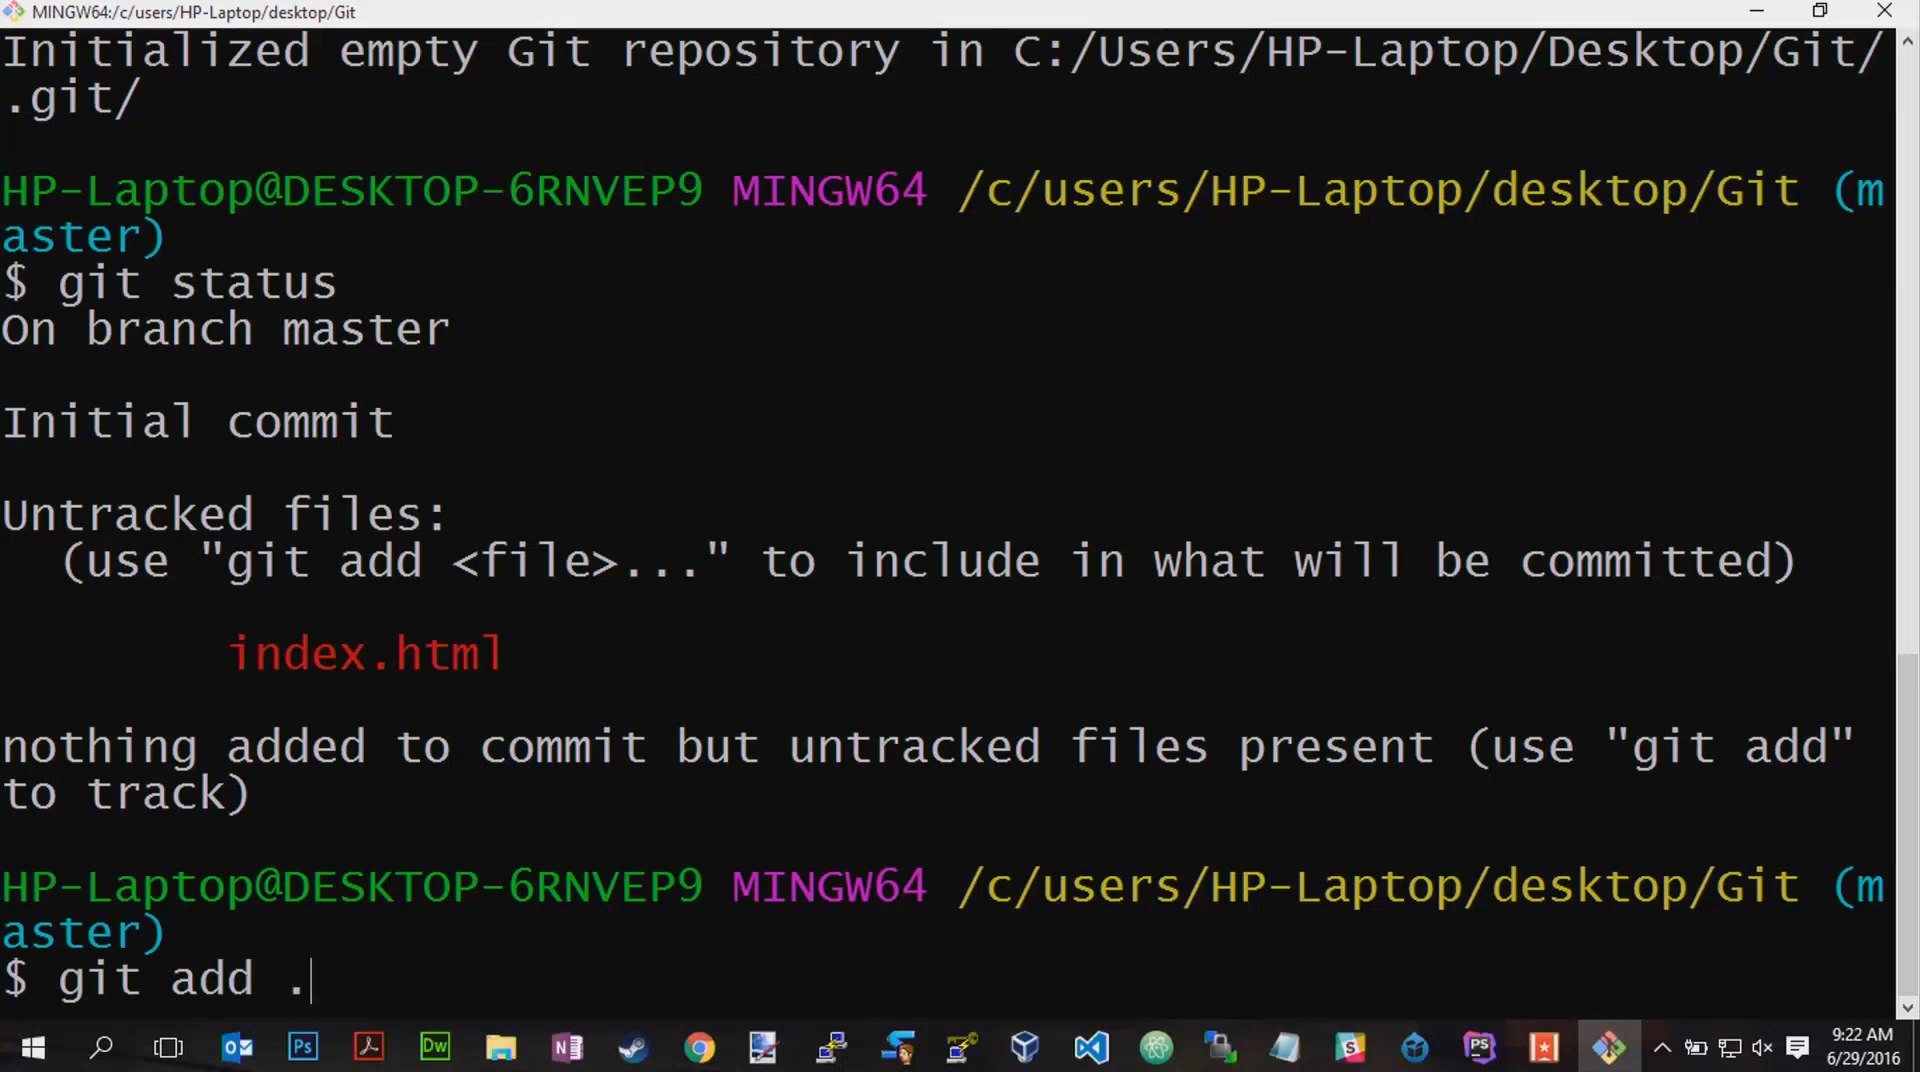 MINGW64:/c/users/HP-Laptop/desktop/Git
Initialized empty Git repository in C:/Users/HP-Laptop/Desktop/Git/
.git/
HP-Laptop@DESKTOP-6RNVEP9 MINGW64 /c/users/HP-Laptop/desktop/Git (m
aster)
$ git status
On branch master
Initial commit
Untracked files:
  (use "git add <file>..." to include in what will be committed)
        index.html
nothing added to commit but untracked files present (use "git add"
to track)
HP-Laptop@DESKTOP-6RNVEP9 MINGW64 /c/users/HP-Laptop/desktop/Git (m
aster)
$ git add .
Ps
Dw
N
PS
9:22 AM
6/29/2016